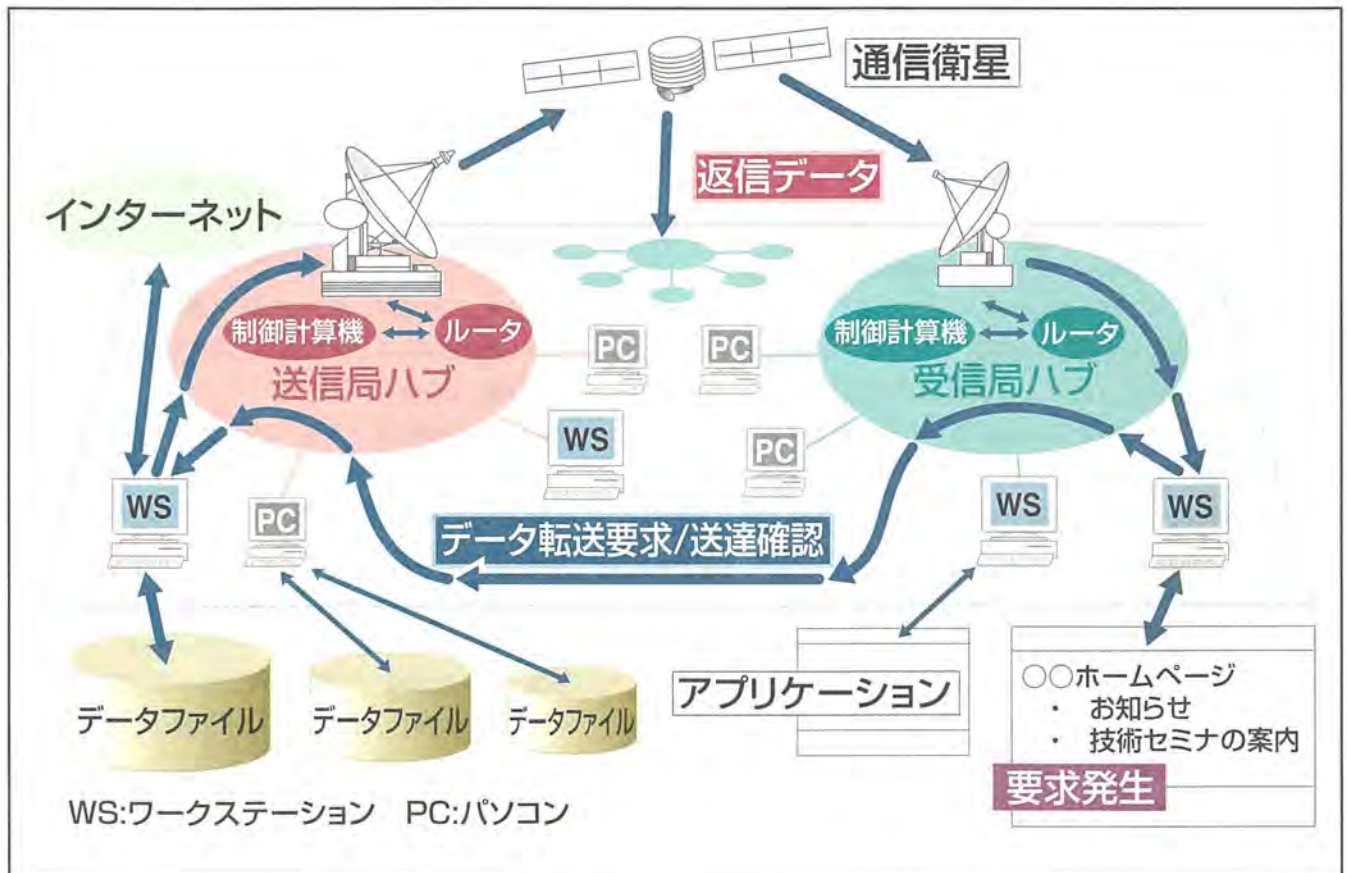 通信衛星
返信データ
インターネット
制御計算機
ルータ
送信局ハブ
PC
PC
制御計算機
ルータ
受信局ハブ
WS
PC
WS
PC
WS
WS
データ転送要求/送達確認
データファイル
データファイル
データファイル
アプリケーション
○○ホームページ
・ お知らせ
・ 技術セミナの案内
要求発生
WS:ワークステーション PC:パソコン